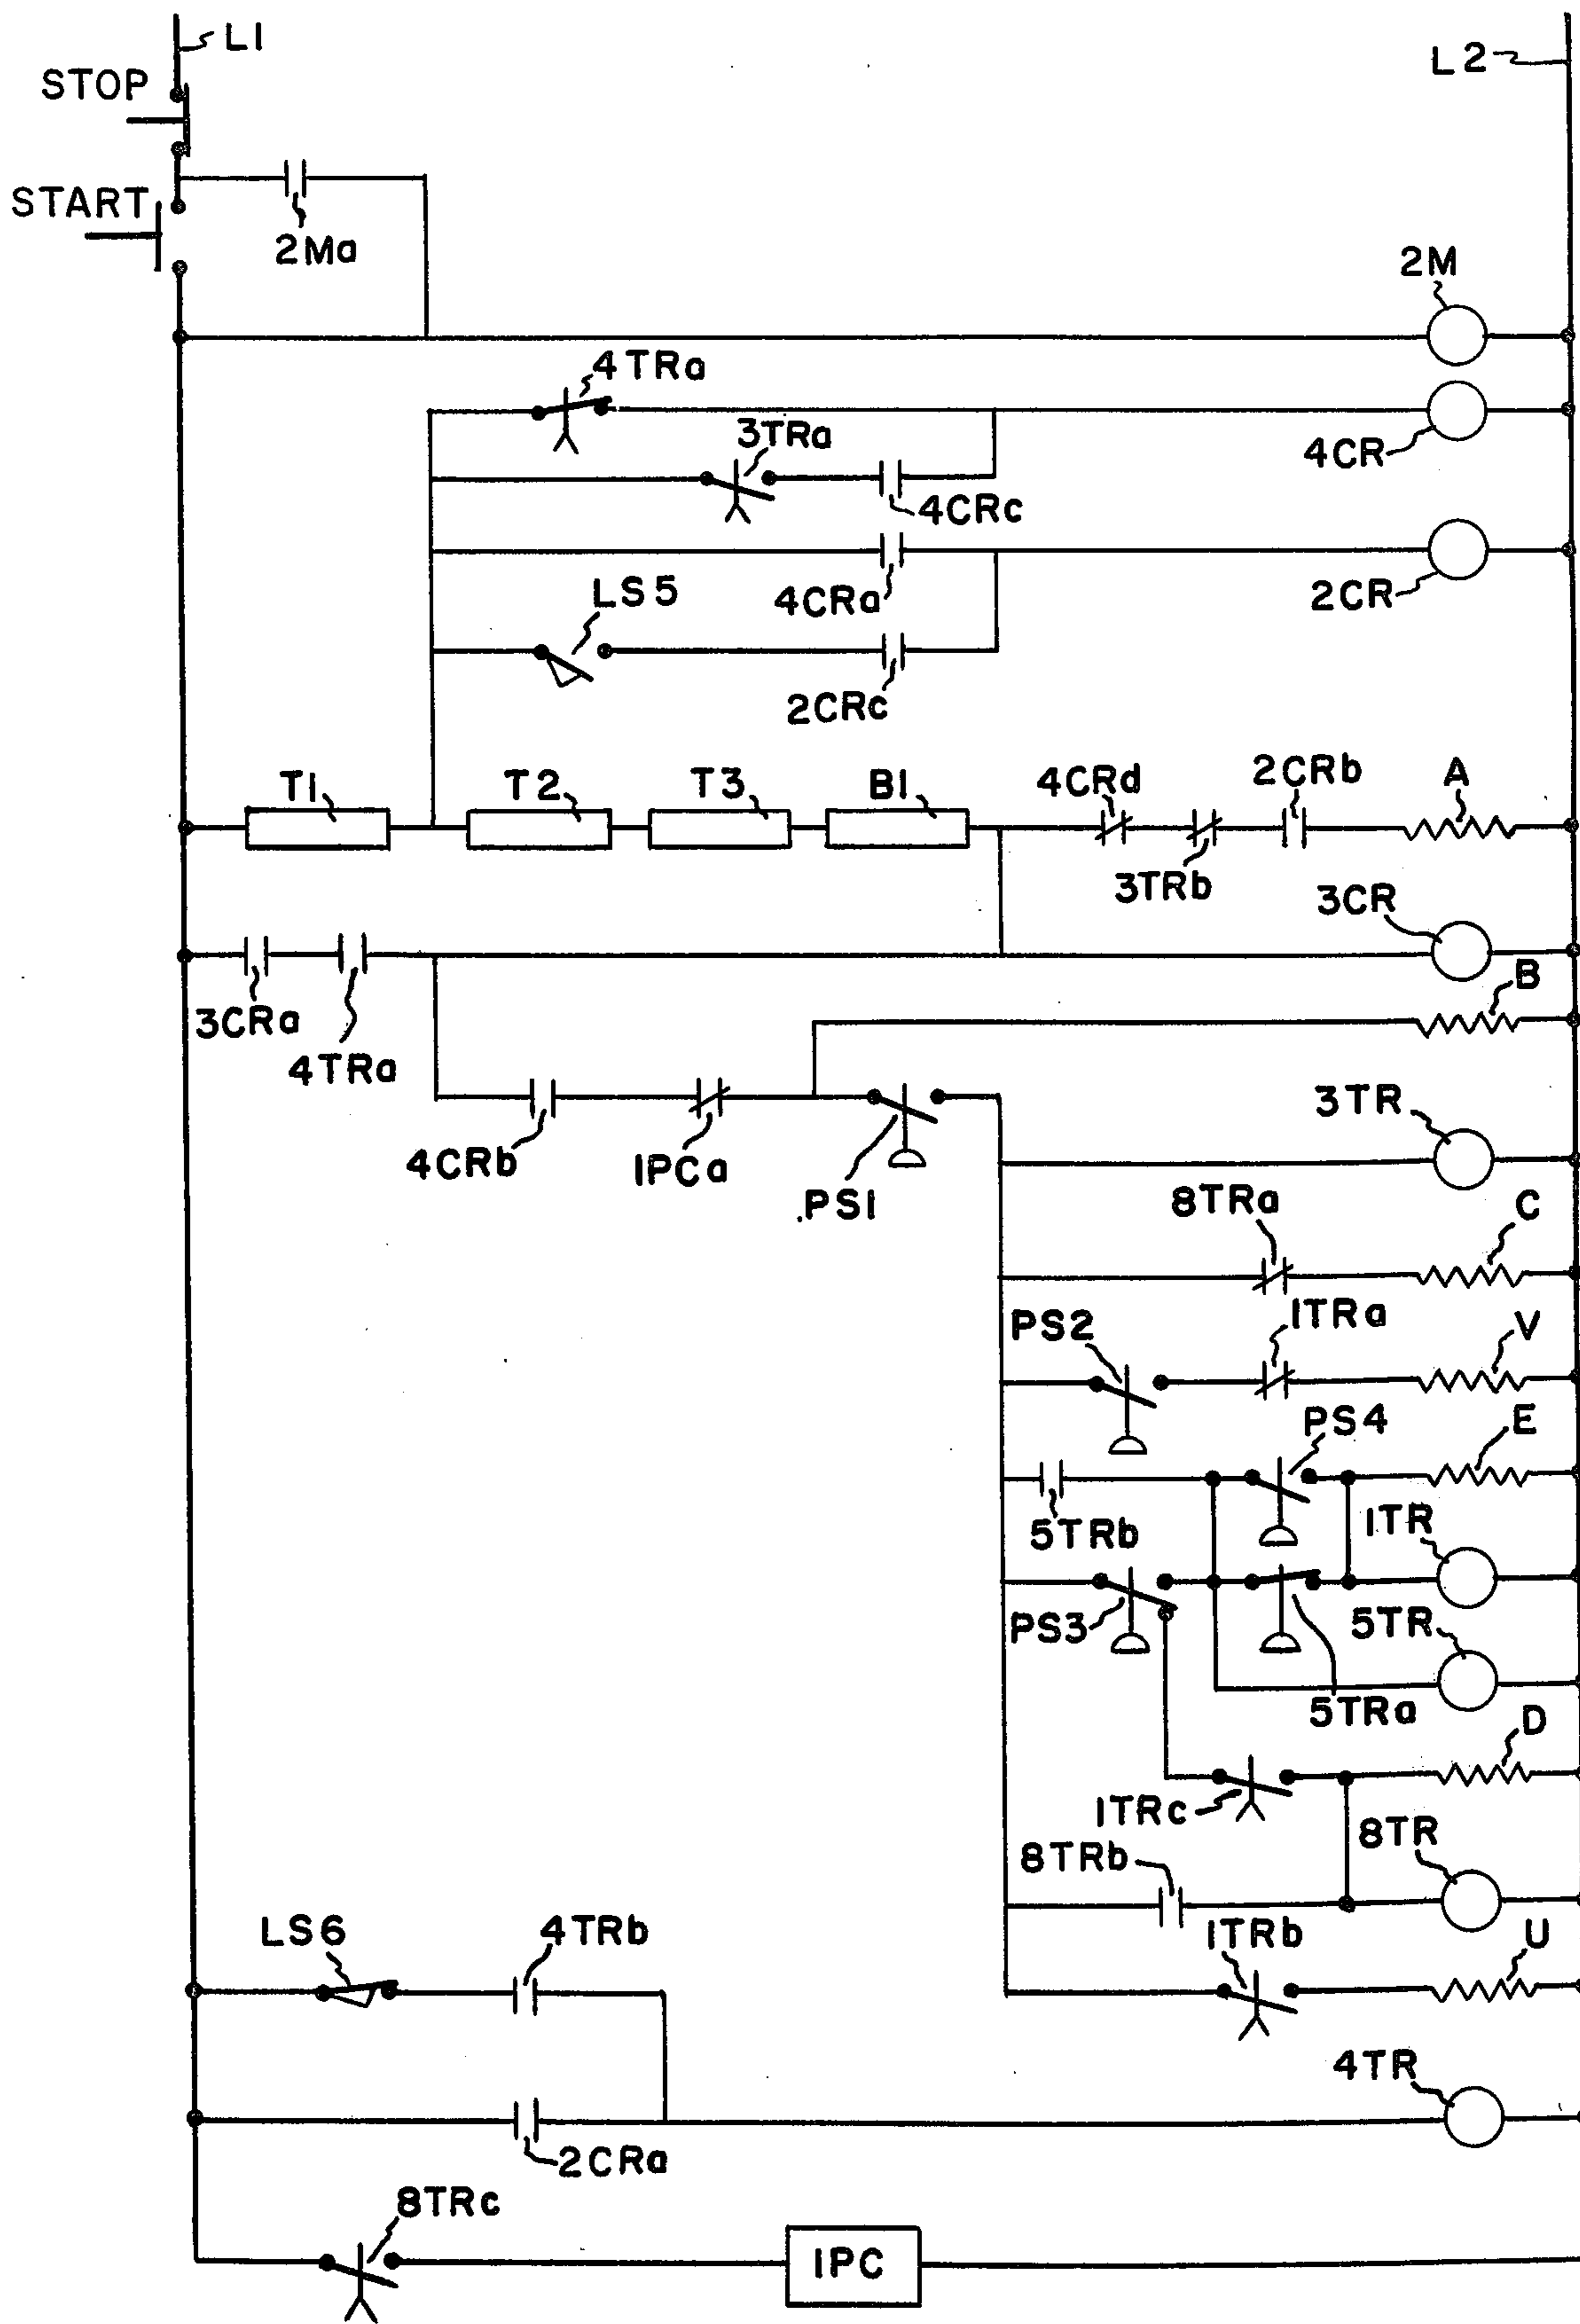 L1
L2
STOP
START
2Ma
2M
4TRa
3TRa
4CR
4CRc
LS5
4CRa
2CR
2CRc
T1
T2
T3
B1
4CRd
2CRb
A
3TRb
3CR
3CRa
4TRa
B
4CRb
1PCa
PS1
3TR
8TRa
C
PS2
1TRa
V
PS4
E
5TRb
1TR
PS3
5TR
5TRa
D
1TRc
8TR
8TRb
LS6
4TRb
1TRb
U
4TR
2CRa
8TRc
1PC